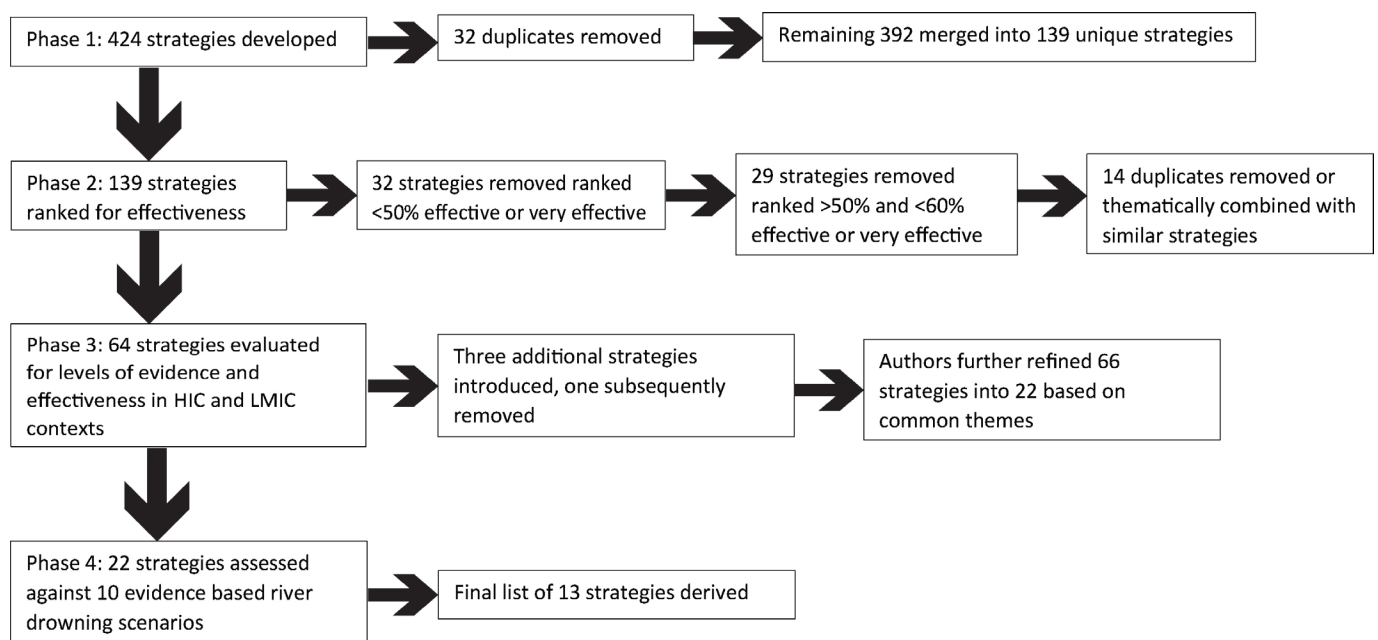 Phase 1: 424 strategies developed
32 duplicates removed
Remaining 392 merged into 139 unique strategies
Phase 2: 139 strategies
ranked for effectiveness
32 strategies removed ranked
<50% effective or very effective
29 strategies removed
ranked >50% and <60%
effective or very effective
14 duplicates removed or
thematically combined with
similar strategies
Phase 3: 64 strategies evaluated
for levels of evidence and
effectiveness in HIC and LMIC
contexts
Three additional strategies
introduced, one subsequently
removed
Authors further refined 66
strategies into 22 based on
common themes
Phase 4: 22 strategies assessed
against 10 evidence based river
drowning scenarios
Final list of 13 strategies derived